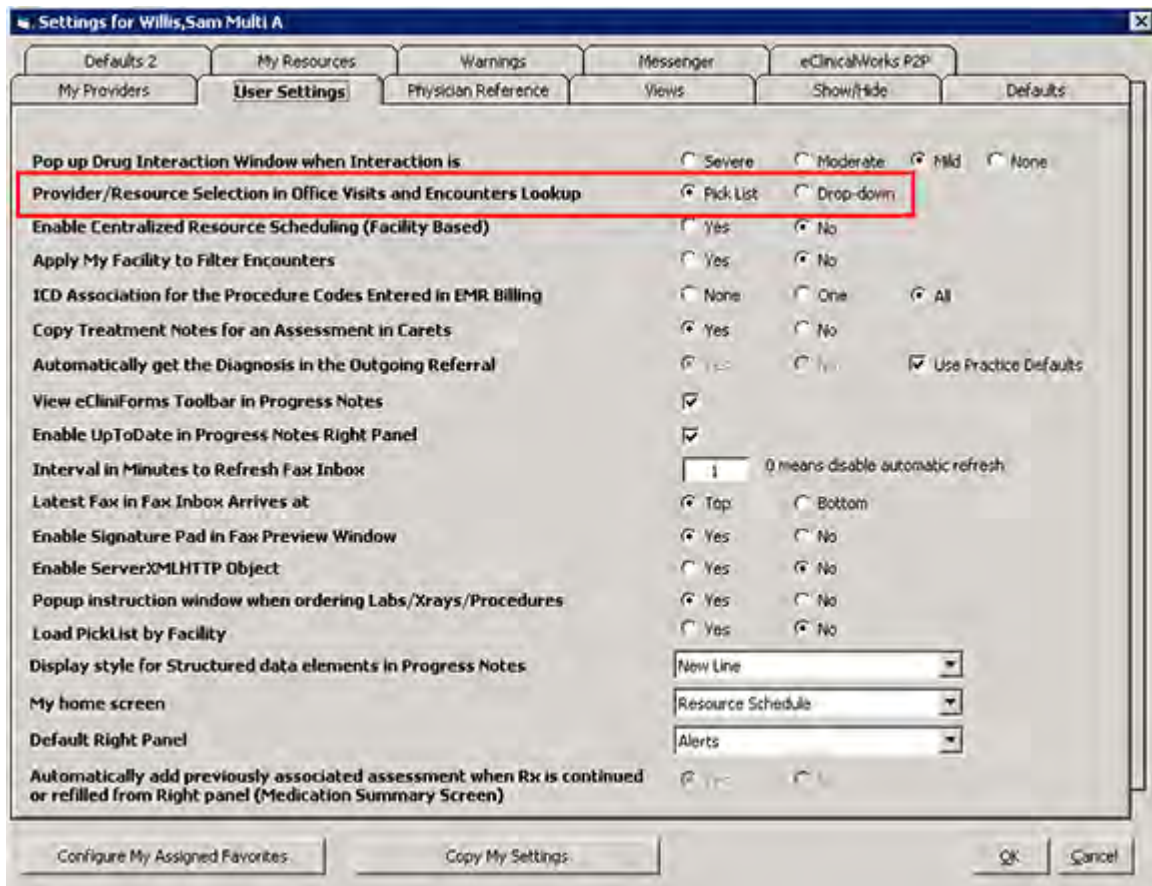 Settings for Willis,Sam Multi A
Defaults 2 My Resources Warnings Messenger eClinicalWorks P2P
My Providers User Settings Physician Reference Views Show/Hide Defaults
Pop up Drug Interaction Window when Interaction is Severe Moderate Mild None
Provider/Resource Selection in Office Visits and Encounters Lookup Pick List Drop-down
Enable Centralized Resource Scheduling (Facility Based) Yes No
Apply My Facility to Filter Encounters Yes No
ICD Association for the Procedure Codes Entered in EMR Billing None One All
Copy Treatment Notes for an Assessment in Carets Yes No
Automatically get the Diagnosis in the Outgoing Referral Yes Use Practice Defaults
View eCliniForms Toolbar in Progress Notes
Enable UpToDate in Progress Notes Right Panel
Interval in Minutes to Refresh Fax Inbox 1 0 means disable automatic refresh
Latest Fax in Fax Inbox Arrives at Top Bottom
Enable Signature Pad in Fax Preview Window Yes No
Enable ServerXMLHTTP Object Yes No
Popup instruction window when ordering Labs/Xrays/Procedures Yes No
Load PickList by Facility Yes No
Display style for Structured data elements in Progress Notes New Line
My home screen Resource Schedule
Default Right Panel Alerts
Automatically add previously associated assessment when Rx is continued Yes
or refilled from Right panel (Medication Summary Screen)
Configure My Assigned Favorites Copy My Settings OK Cancel